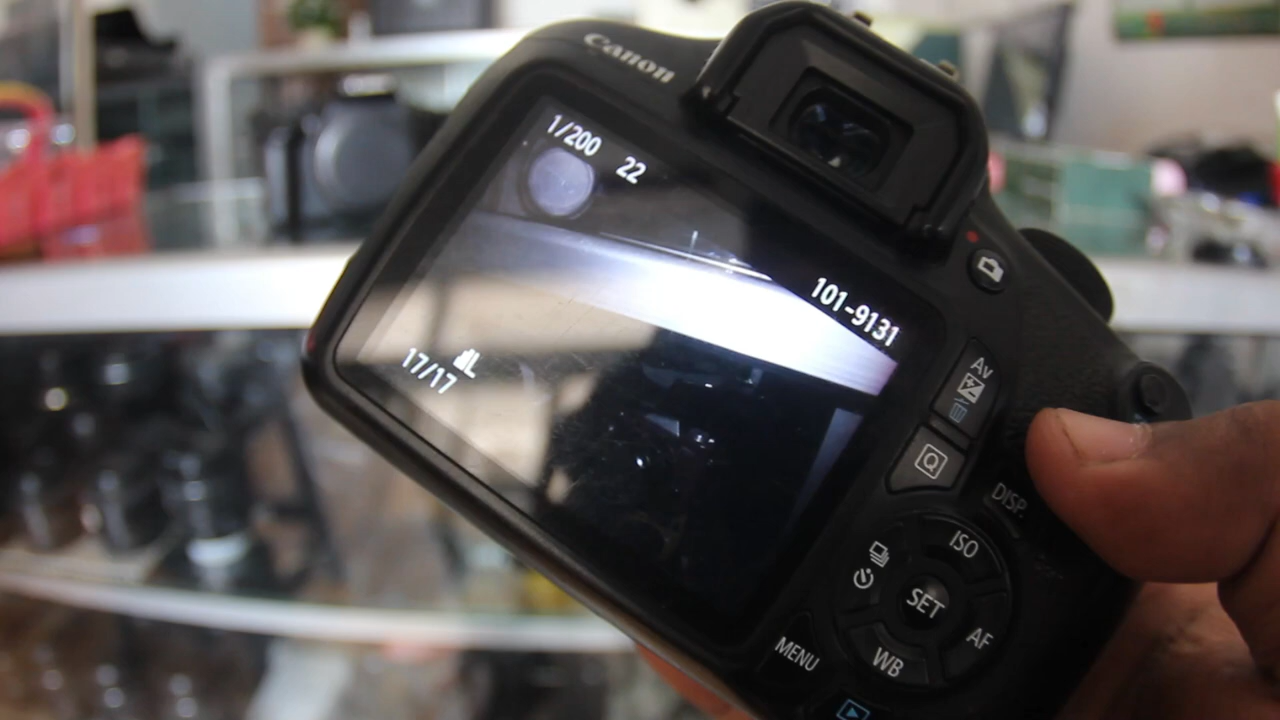 Canon
1/200 22
101-9131
17/17 L
Av
Q
DISP.
ISO
SET
AF
WB
MENU